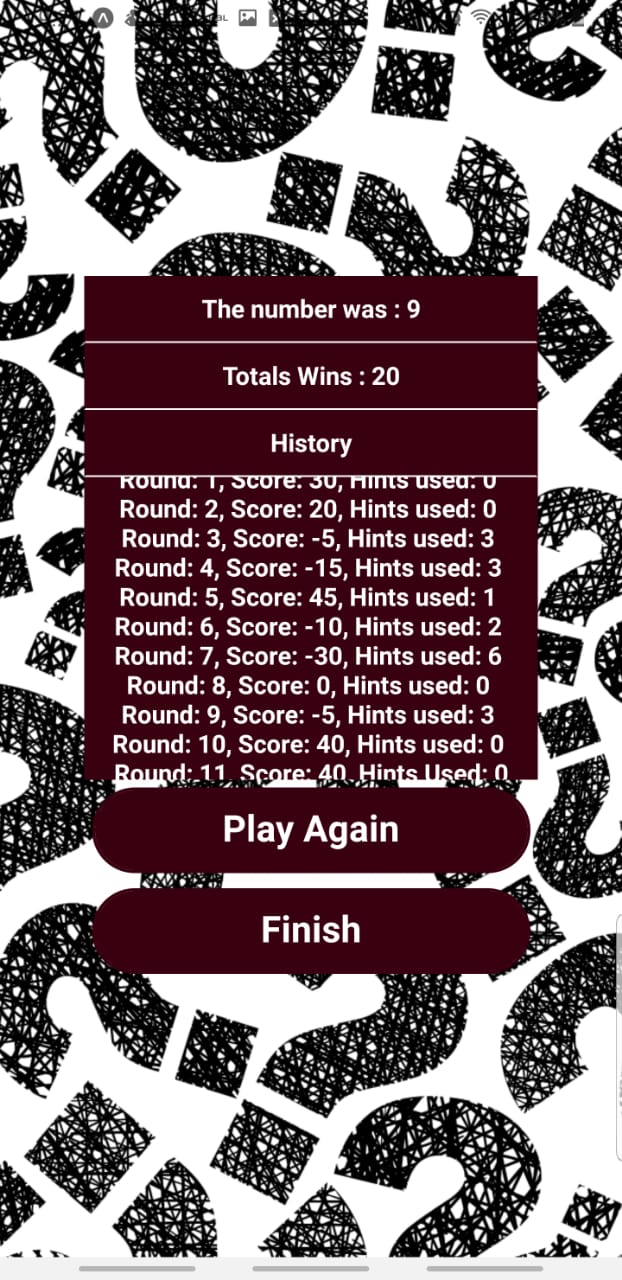 The number was : 9
Totals Wins : 20
History
Round: 1, Score: 30, Hints used: 0
Round: 2, Score: 20, Hints used: 0
Round: 3, Score: -5, Hints used: 3
Round: 4, Score: -15, Hints used: 3
Round: 5, Score: 45, Hints used: 1
Round: 6, Score: -10, Hints used: 2
Round: 7, Score: -30, Hints used: 6
Round: 8, Score: 0, Hints used: 0
Round: 9, Score: -5, Hints used: 3
Round: 10, Score: 40, Hints used: 0
Round: 11, Score: 40, Hints Used: 0
Play Again
Finish